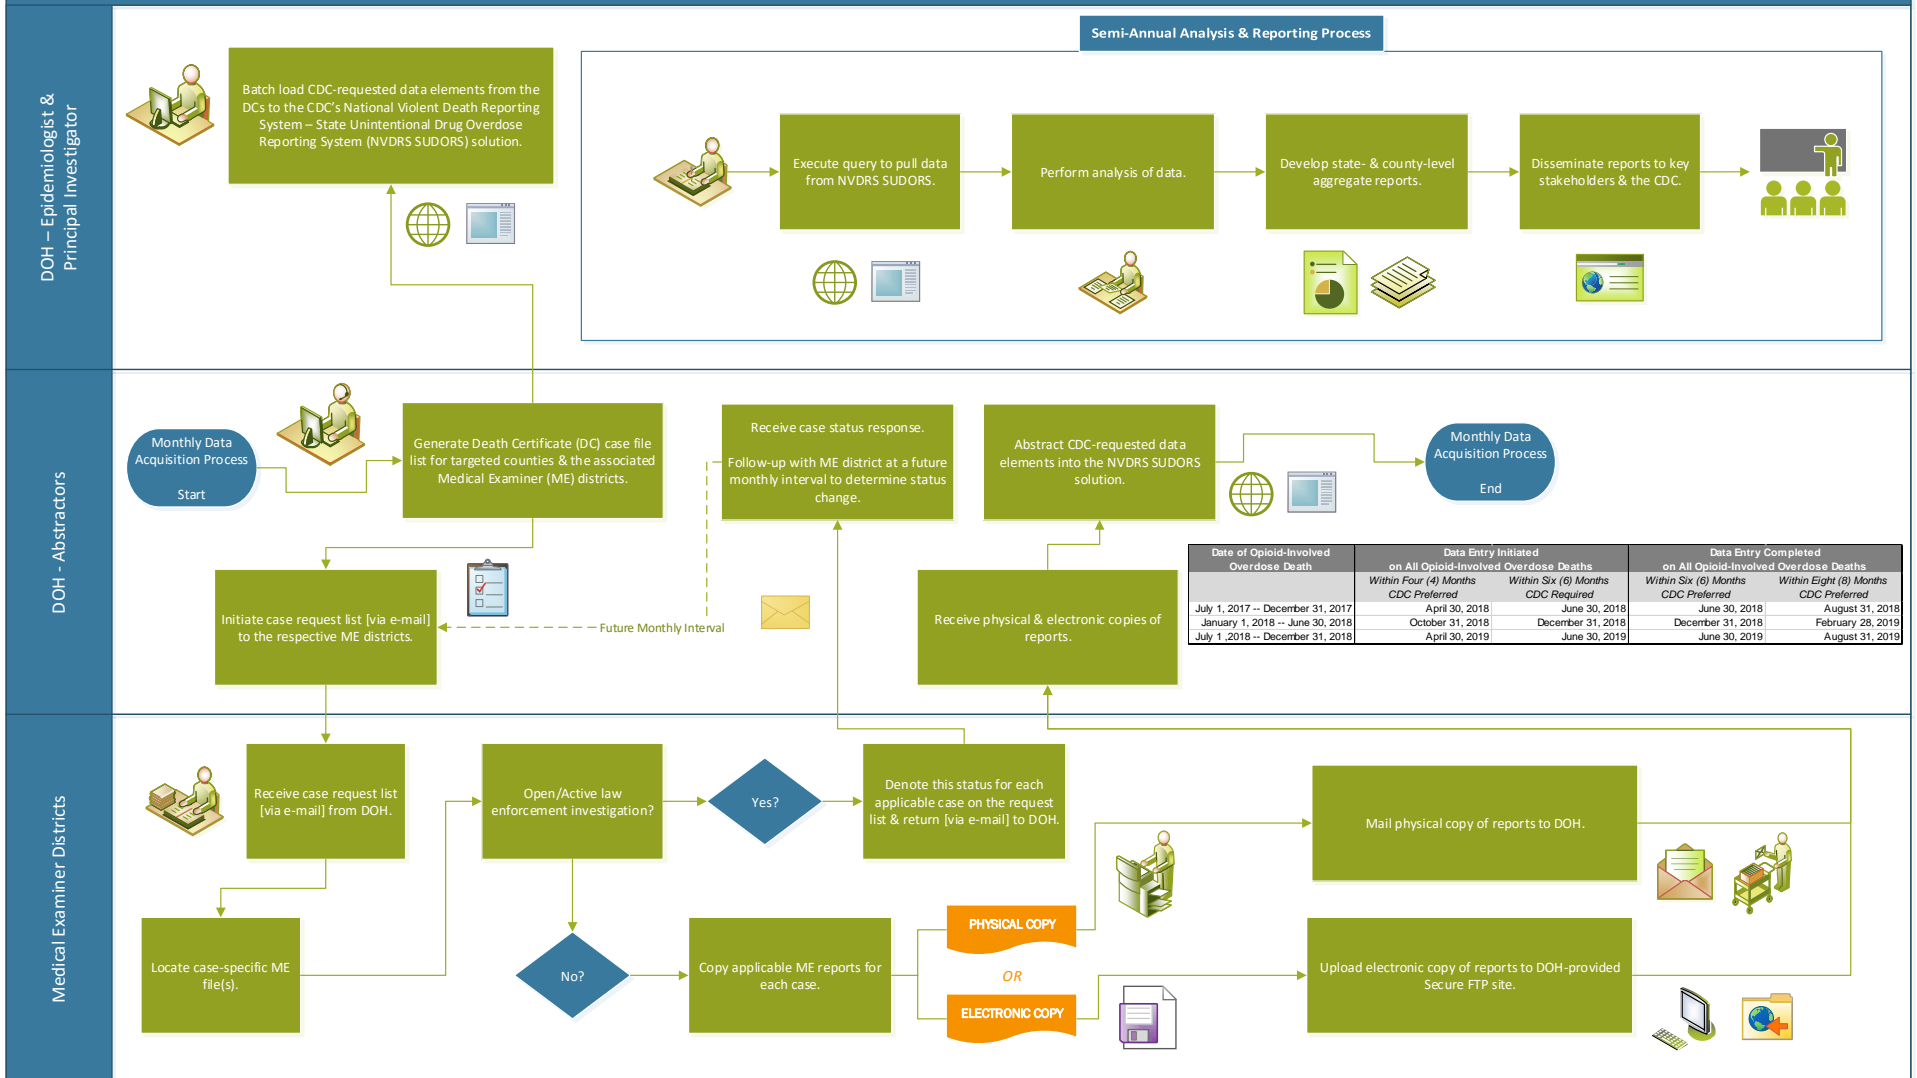 DOH – Epidemiologist &
Principal Investigator
Batch load CDC-requested data elements from the
DCs to the CDC's National Violent Death Reporting
System – State Unintentional Drug Overdose
Reporting System (NVDRS SUDORS) solution.
Semi-Annual Analysis & Reporting Process
Execute query to pull data
from NVDRS SUDORS.
Perform analysis of data.
Develop state- & county-level
aggregate reports.
Disseminate reports to key
stakeholders & the CDC.
DOH - Abstractors
Monthly Data
Acquisition Process
Start
Generate Death Certificate (DC) case file
list for targeted counties & the associated
Medical Examiner (ME) districts.
Receive case status response.
Follow-up with ME district at a future
monthly interval to determine status
change.
Abstract CDC-requested data
elements into the NVDRS SUDORS
solution.
Monthly Data
Acquisition Process
End
Initiate case request list [via e-mail]
to the respective ME districts.
Future Monthly Interval
Receive physical & electronic copies of
reports.
Date of Opioid-Involved
Overdose Death
Data Entry Initiated
on All Opioid-Involved Overdose Deaths
Data Entry Completed
on All Opioid-Involved Overdose Deaths
Within Four (4) Months
CDC Preferred
Within Six (6) Months
CDC Required
Within Six (6) Months
CDC Preferred
Within Eight (8) Months
CDC Preferred
July 1, 2017 -- December 31, 2017 April 30, 2018 June 30, 2018 June 30, 2018 August 31, 2018
January 1, 2018 -- June 30, 2018 October 31, 2018 December 31, 2018 December 31, 2018 February 28, 2019
July 1 ,2018 -- December 31, 2018 April 30, 2019 June 30, 2019 June 30, 2019 August 31, 2019
Medical Examiner Districts
Receive case request list
[via e-mail] from DOH.
Open/Active law
enforcement investigation?
Yes?
Denote this status for each
applicable case on the request
list & return [via e-mail] to DOH.
Mail physical copy of reports to DOH.
Locate case-specific ME
file(s).
No?
Copy applicable ME reports for
each case.
PHYSICAL COPY
OR
ELECTRONIC COPY
Upload electronic copy of reports to DOH-provided
Secure FTP site.